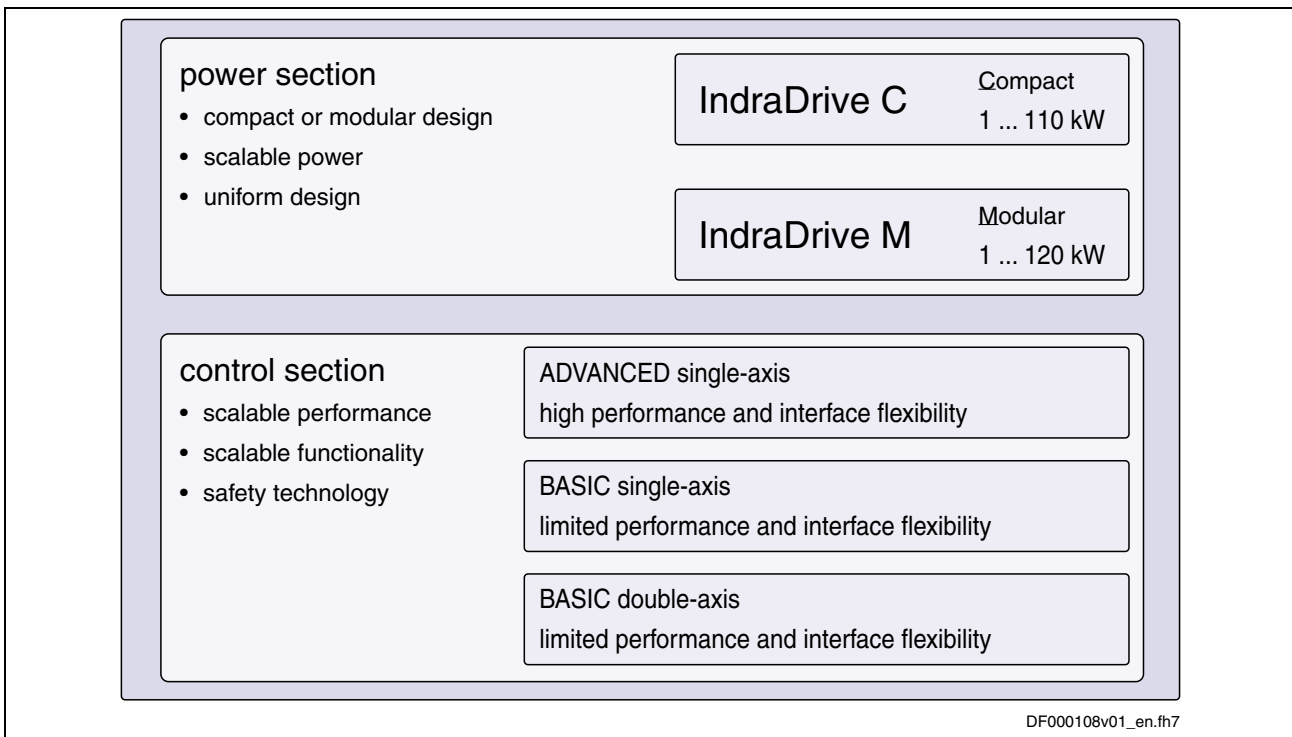 power section
• compact or modular design
• scalable power
• uniform design
IndraDrive C
Compact
1 ... 110 kW
IndraDrive M
Modular
1 ... 120 kW
control section
• scalable performance
• scalable functionality
• safety technology
ADVANCED single-axis
high performance and interface flexibility
BASIC single-axis
limited performance and interface flexibility
BASIC double-axis
limited performance and interface flexibility
DF000108v01_en.fh7